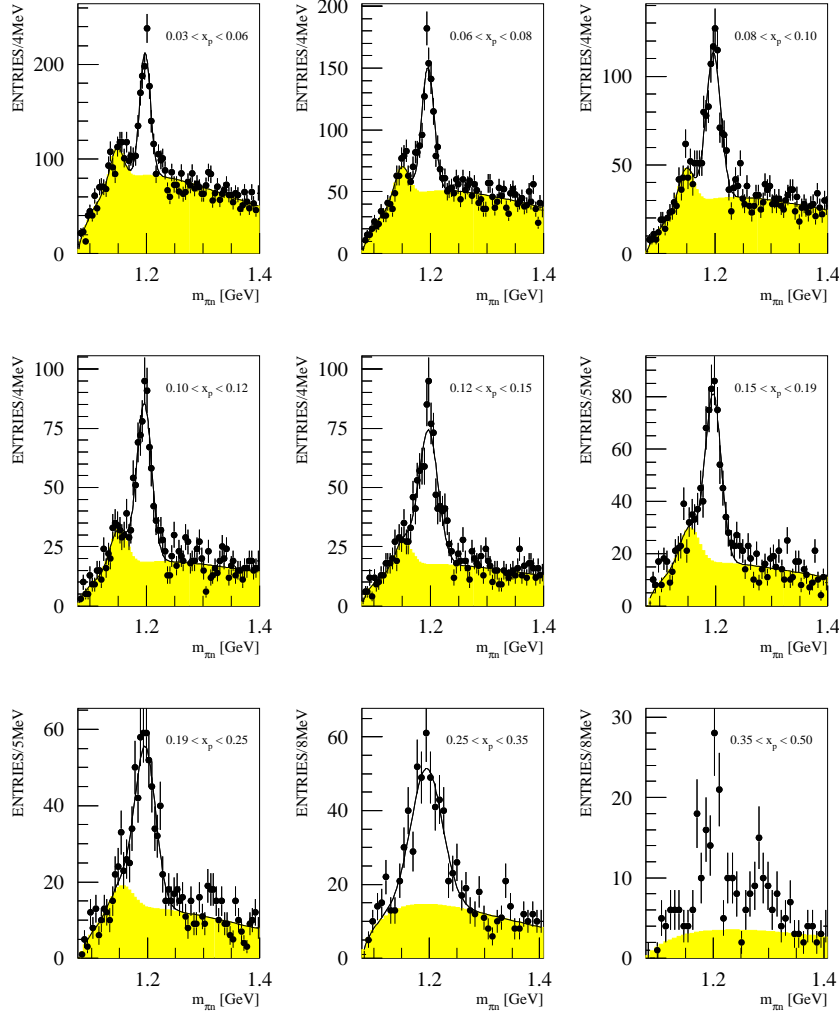 ENTRIES/4MeV
0.03 < x_p < 0.06
200
100
0
1.2
1.4
m_πn [GeV]
ENTRIES/4MeV
0.06 < x_p < 0.08
200
150
100
50
0
1.2
1.4
m_πn [GeV]
ENTRIES/4MeV
0.08 < x_p < 0.10
100
50
0
1.2
1.4
m_πn [GeV]
ENTRIES/4MeV
0.10 < x_p < 0.12
100
75
50
25
0
1.2
1.4
m_πn [GeV]
ENTRIES/4MeV
0.12 < x_p < 0.15
100
75
50
25
0
1.2
1.4
m_πn [GeV]
ENTRIES/5MeV
0.15 < x_p < 0.19
80
60
40
20
0
1.2
1.4
m_πn [GeV]
ENTRIES/5MeV
0.19 < x_p < 0.25
60
40
20
0
1.2
1.4
m_πn [GeV]
ENTRIES/8MeV
0.25 < x_p < 0.35
60
40
20
0
1.2
1.4
m_πn [GeV]
ENTRIES/8MeV
0.35 < x_p < 0.50
30
20
10
0
1.2
1.4
m_πn [GeV]